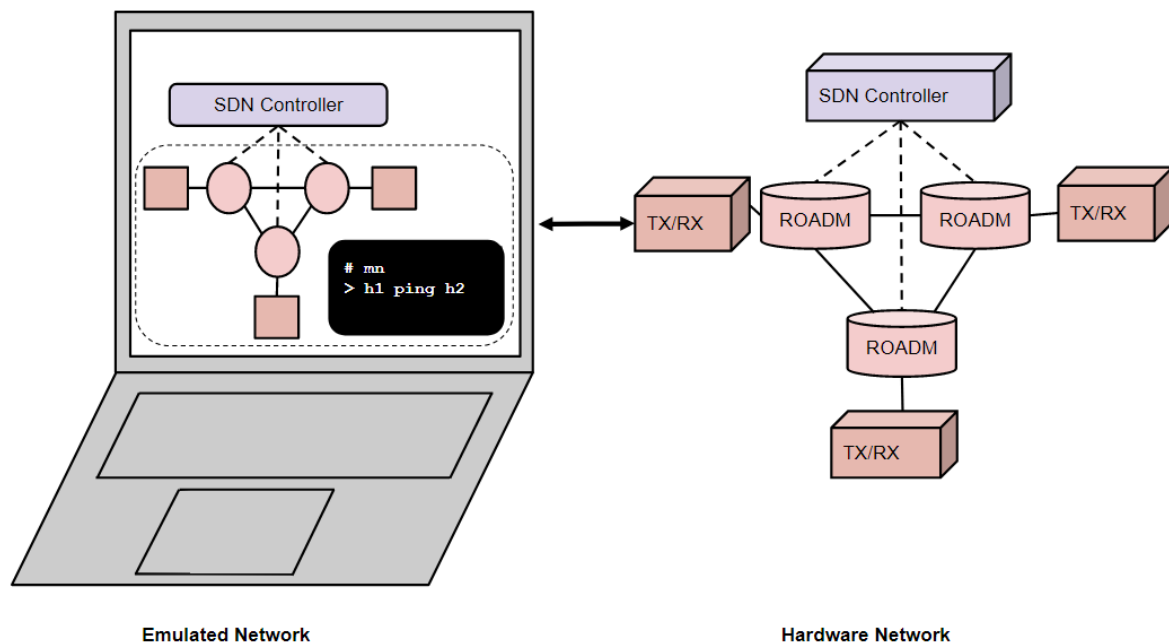 SDN Controller
# mn
> h1 ping h2
SDN Controller
TX/RX
ROADM
ROADM
TX/RX
ROADM
TX/RX
Emulated Network
Hardware Network